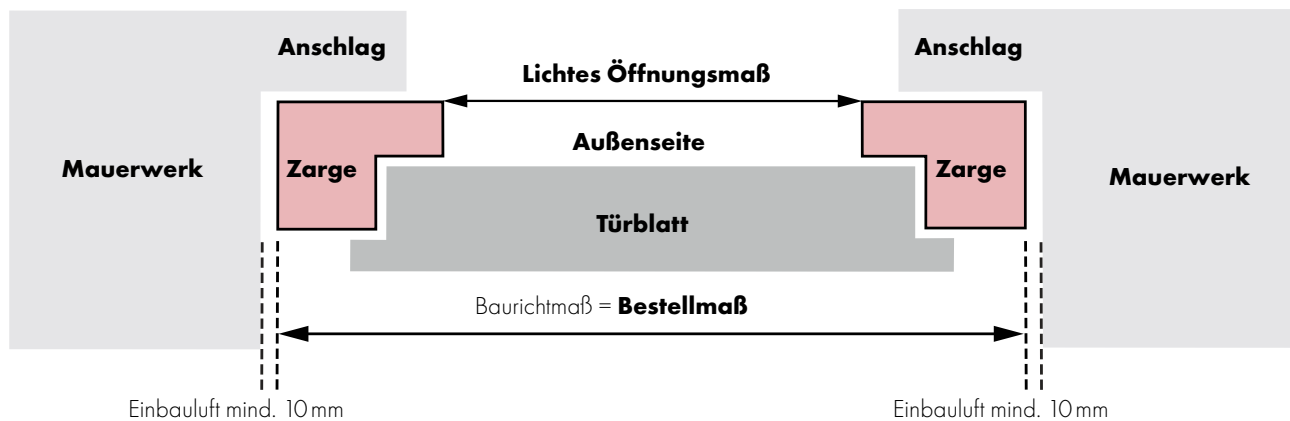 Anschlag
Anschlag
Lichtes Öffnungsmaß
Außenseite
Mauerwerk
Zarge
Zarge
Mauerwerk
Türblatt
Baurichtmaß = Bestellmaß
Einbauluft mind. 10 mm
Einbauluft mind. 10 mm